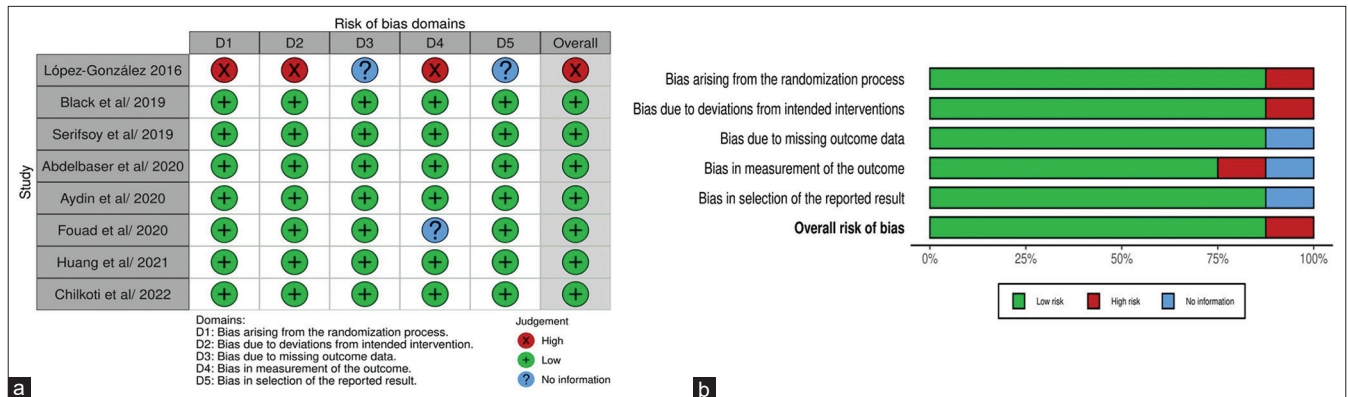 Risk of bias domains
D1 D2 D3 D4 D5 Overall
Study
López-González 2016 X X ? X ? X
Black et al/ 2019 + + + + + +
Serifsoy et al/ 2019 + + + + + +
Abdelbaser et al/ 2020 + + + + + +
Aydin et al/ 2020 + + + + + +
Fouad et al/ 2020 + + + ? + +
Huang et al/ 2021 + + + + + +
Chilkoti et al/ 2022 + + + + + +
Domains:
D1: Bias arising from the randomization process.
D2: Bias due to deviations from intended intervention.
D3: Bias due to missing outcome data.
D4: Bias in measurement of the outcome.
D5: Bias in selection of the reported result.
Judgement
X High
+ Low
? No information
a
Bias arising from the randomization process
Bias due to deviations from intended interventions
Bias due to missing outcome data
Bias in measurement of the outcome
Bias in selection of the reported result
Overall risk of bias
0% 25% 50% 75% 100%
Low risk High risk No information
b